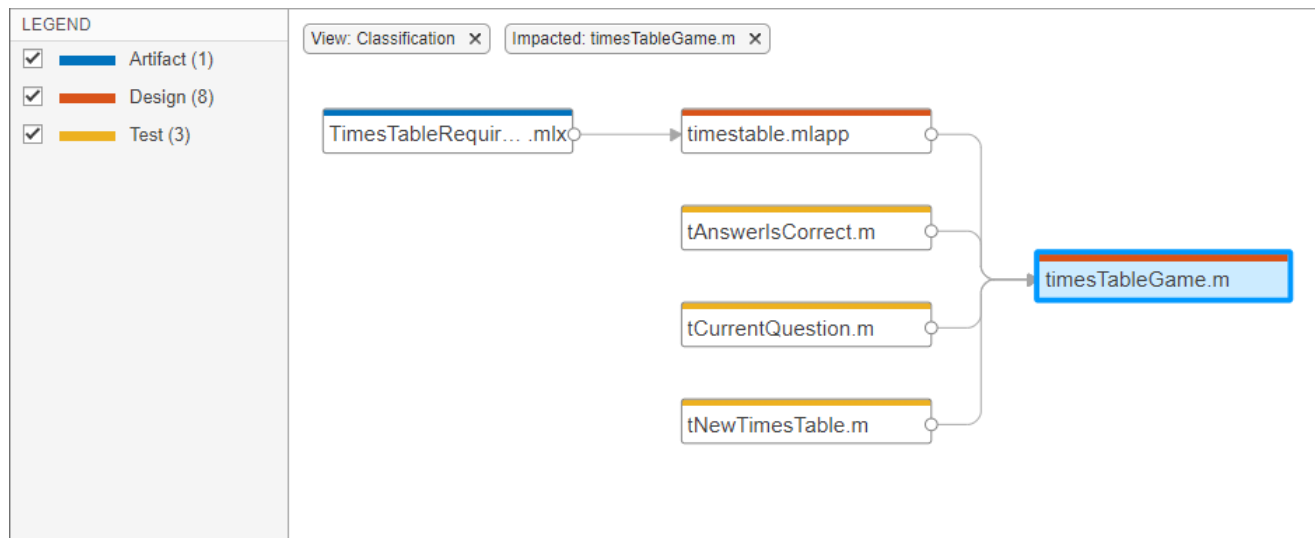 LEGEND
Artifact (1)
Design (8)
Test (3)
View: Classification ✕
Impacted: timesTableGame.m ✕
TimesTableRequir... .mlx
timestable.mlapp
tAnswerIsCorrect.m
timesTableGame.m
tCurrentQuestion.m
tNewTimesTable.m